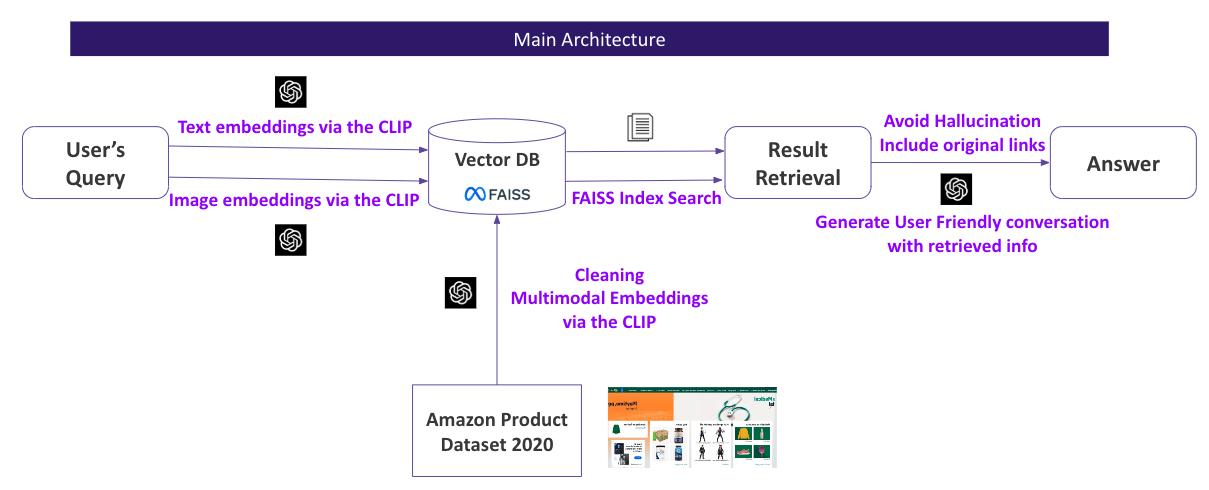 Main Architecture
Text embeddings via the CLIP
User's
Query
Image embeddings via the CLIP
Vector DB
FAISS
FAISS Index Search
Result
Retrieval
Avoid Hallucination
Include original links
Generate User Friendly conversation
with retrieved info
Answer
Cleaning
Multimodal Embeddings
via the CLIP
Amazon Product
Dataset 2020